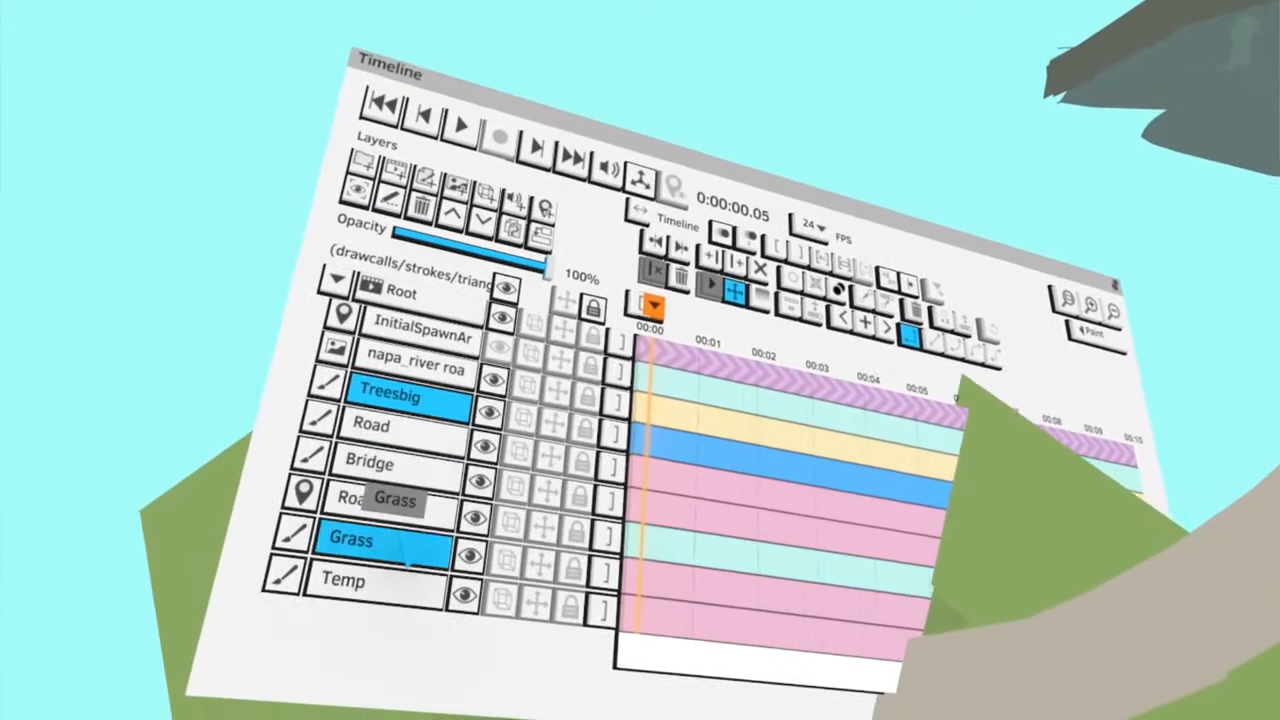 Timeline
Layers
0:00:00.05
24
FPS
Timeline
Opacity
100%
(drawcalls/strokes/triang
Root
InitialSpawnAr
napa_river roa
Treesbig
Road
Bridge
Roa
Grass
Grass
Temp
Paint
00:00
00:01
00:02
00:03
00:04
00:05
00:08
00:09
00:10